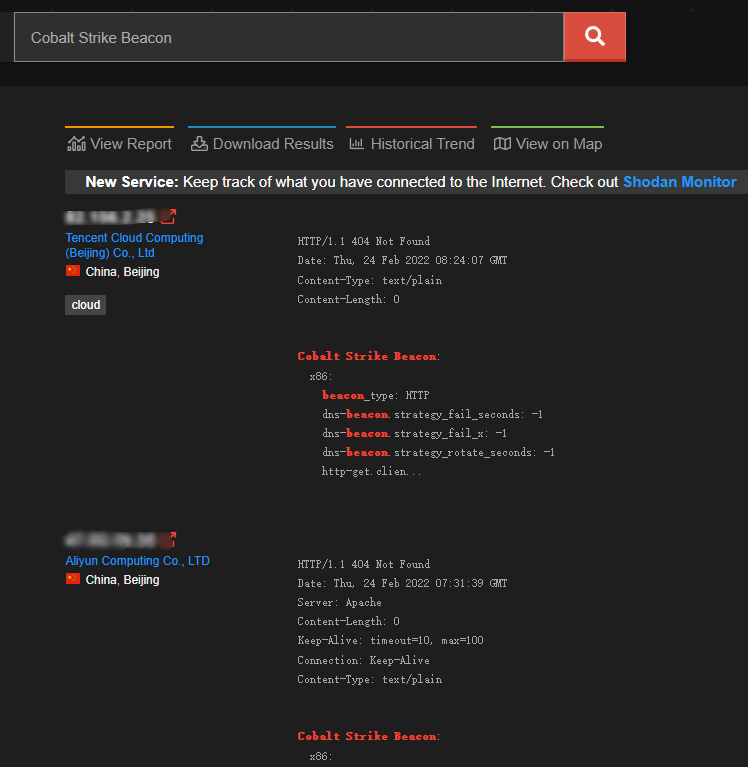 Cobalt Strike Beacon
View Report
Download Results
Historical Trend
View on Map
New Service: Keep track of what you have connected to the Internet. Check out Shodan Monitor
Tencent Cloud Computing
(Beijing) Co., Ltd
China, Beijing
cloud
HTTP/1.1 404 Not Found
Date: Thu, 24 Feb 2022 08:24:07 GMT
Content-Type: text/plain
Content-Length: 0
Cobalt Strike Beacon:
x86:
beacon_type: HTTP
dns-beacon.strategy_fail_seconds: -1
dns-beacon.strategy_fail_x: -1
dns-beacon.strategy_rotate_seconds: -1
http-get.clien...
Aliyun Computing Co., LTD
China, Beijing
HTTP/1.1 404 Not Found
Date: Thu, 24 Feb 2022 07:31:39 GMT
Server: Apache
Content-Length: 0
Keep-Alive: timeout=10, max=100
Connection: Keep-Alive
Content-Type: text/plain
Cobalt Strike Beacon:
x86: